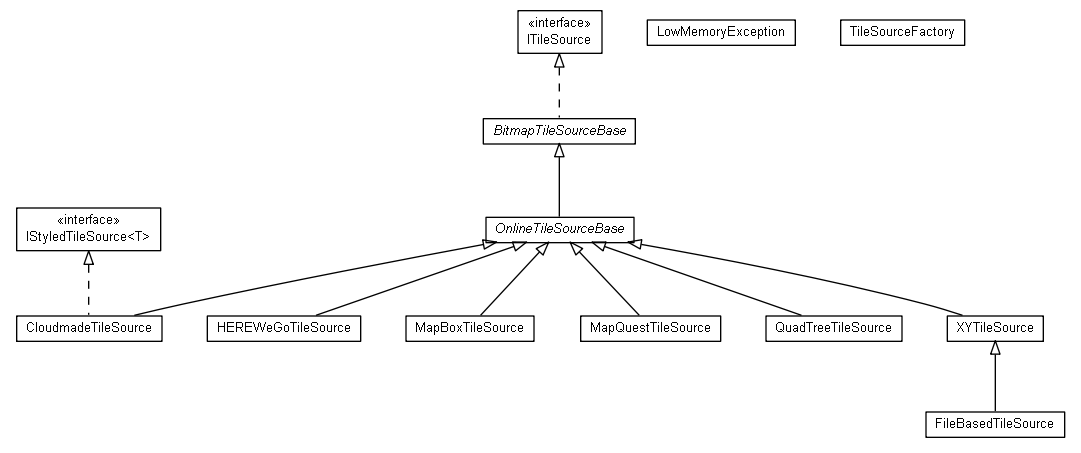 «interface»
ITileSource
LowMemoryException
TileSourceFactory
BitmapTileSourceBase
«interface»
IStyledTileSource<T>
OnlineTileSourceBase
CloudmadeTileSource
HEREWeGoTileSource
MapBoxTileSource
MapQuestTileSource
QuadTreeTileSource
XYTileSource
FileBasedTileSource